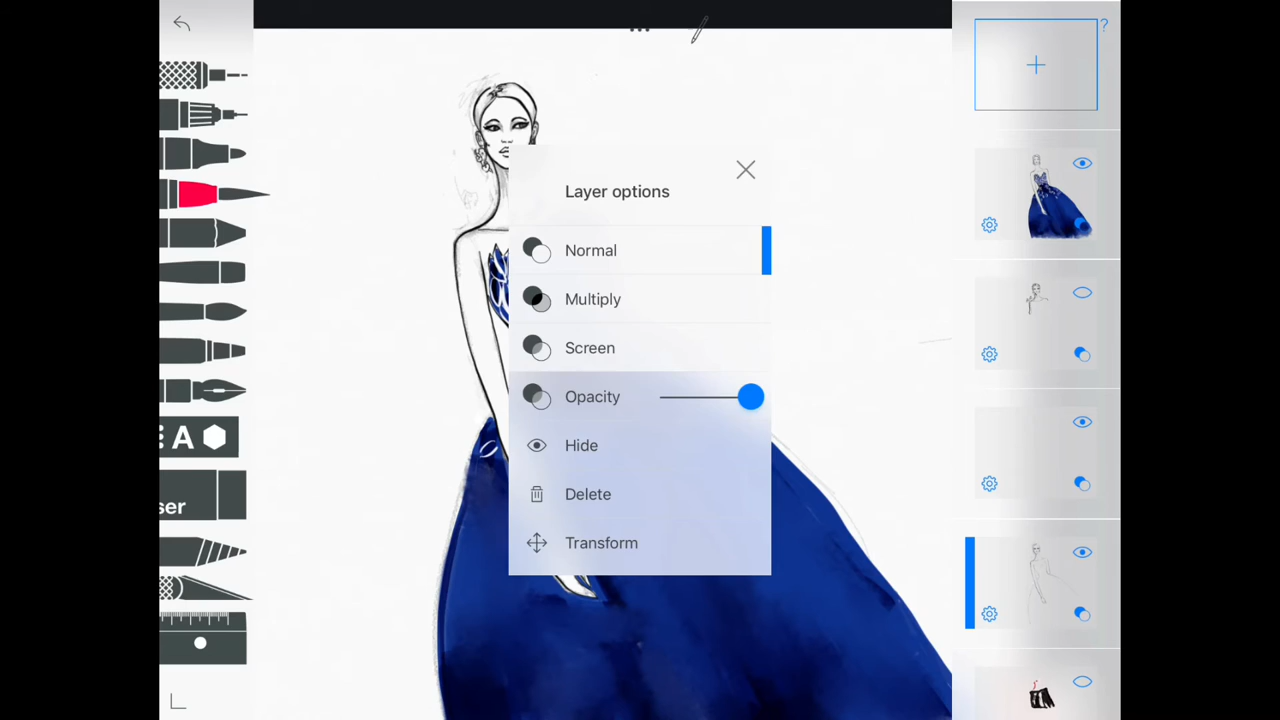 ?
Layer options
Normal
Multiply
Screen
Opacity
Hide
Delete
Transform
A
ser